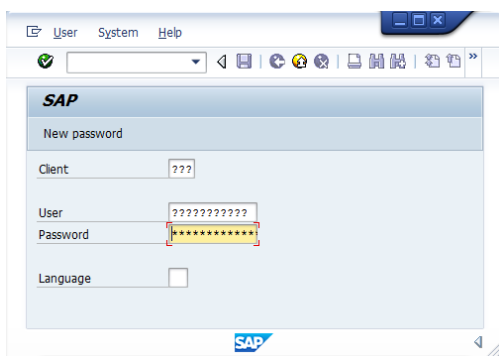 User System Help
SAP
New password
Client ???
User ???????????
Password ************
Language
SAP